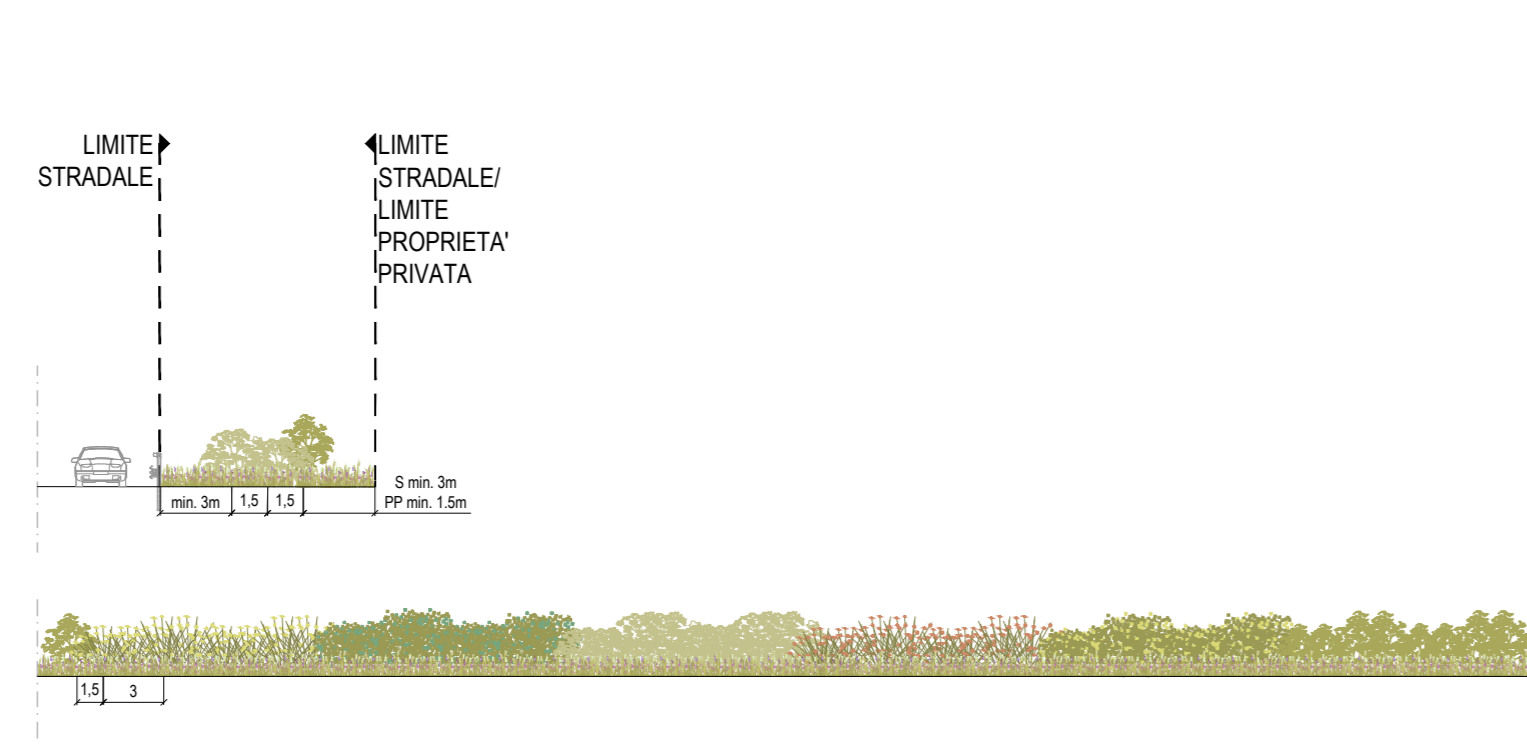 LIMITE
STRADALE
LIMITE
STRADALE/
LIMITE
PROPRIETA'
PRIVATA
S min. 3m
min. 3m
1,5
1,5
PP min. 1.5m
1,5
3